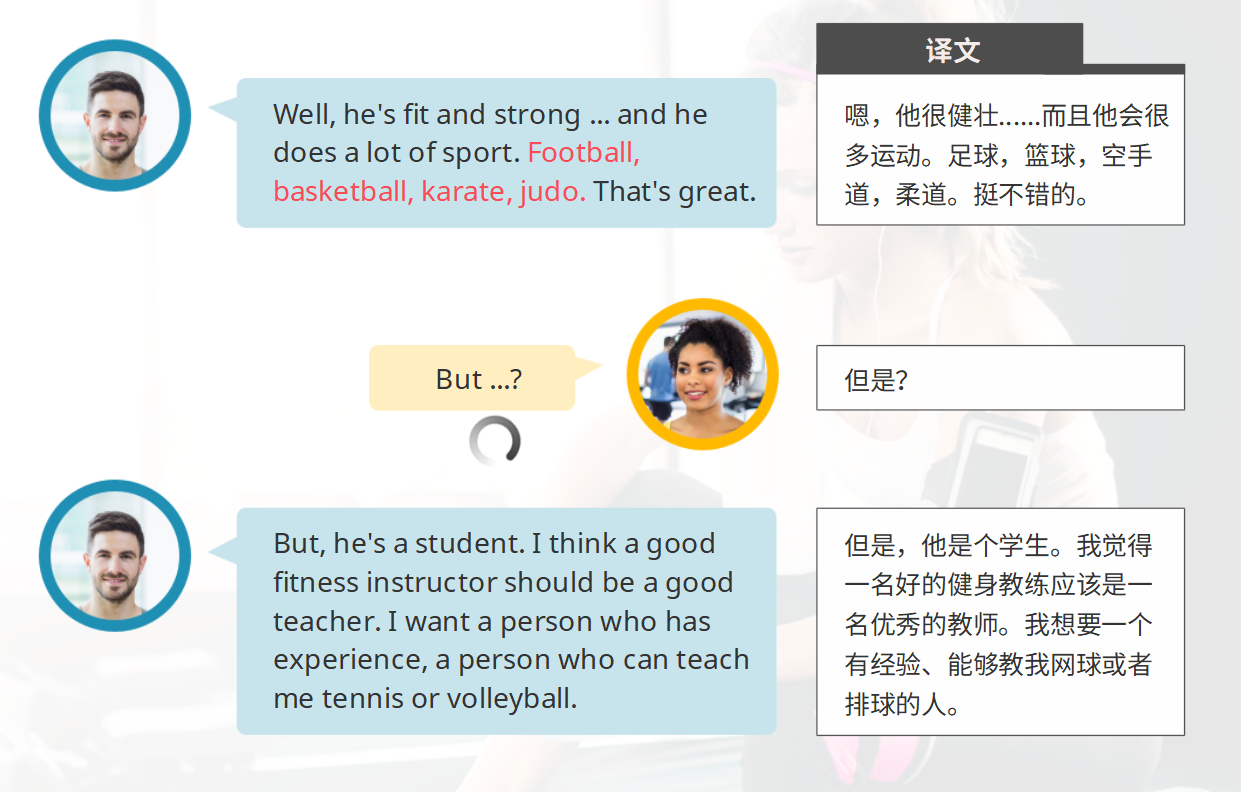 译文
Well, he's fit and strong ... and he
does a lot of sport. Football,
basketball, karate, judo. That's great.
嗯，他很健壮......而且他会很
多运动。足球，篮球，空手
道，柔道。挺不错的。
But ...?
但是？
But, he's a student. I think a good
fitness instructor should be a good
teacher. I want a person who has
experience, a person who can teach
me tennis or volleyball.
但是，他是个学生。我觉得
一名好的健身教练应该是一
名优秀的教师。我想要一个
有经验、能够教我网球或者
排球的人。